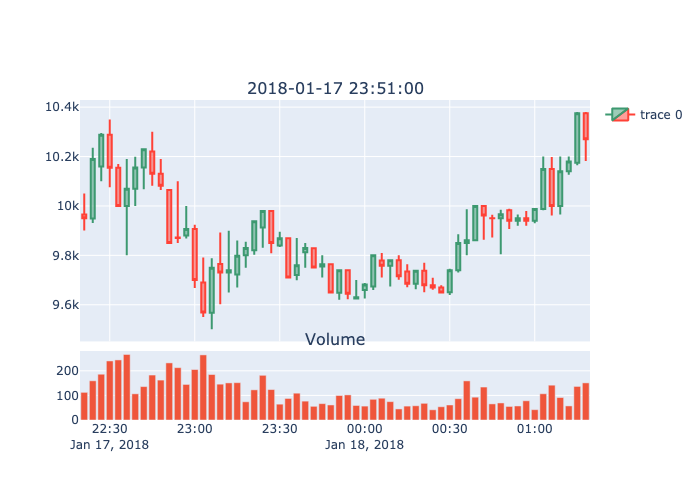 2018-01-17 23:51:00
trace 0
10.4k
10.2k
10k
9.8k
9.6k
Volume
200
100
0
22:30 23:00 23:30 00:00 00:30 01:00
Jan 17, 2018 Jan 18, 2018